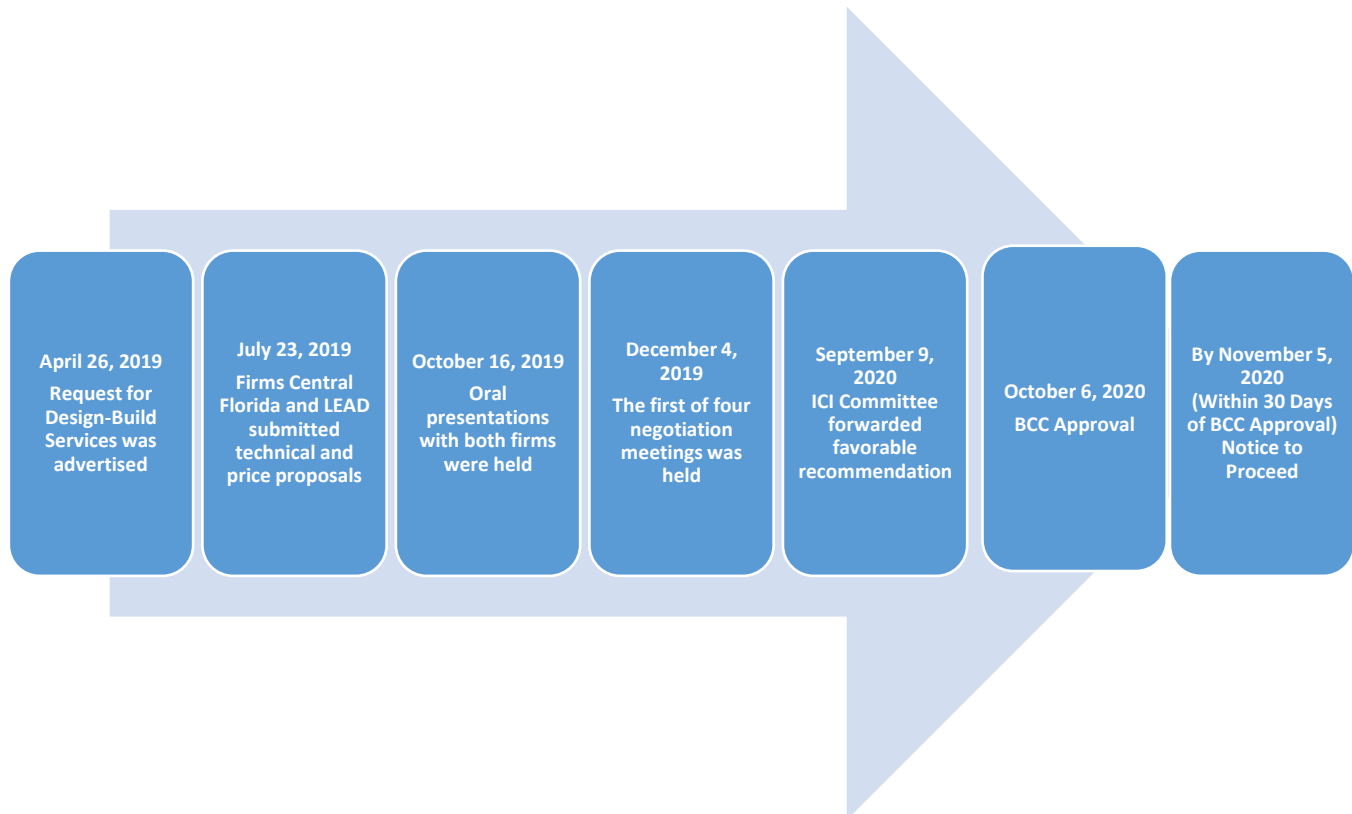 April 26, 2019
Request for
Design-Build
Services was
advertised
July 23, 2019
Firms Central
Florida and LEAD
submitted
technical and
price proposals
October 16, 2019
Oral
presentations
with both firms
were held
December 4,
2019
The first of four
negotiation
meetings was
held
September 9,
2020
ICI Committee
forwarded
favorable
recommendation
October 6, 2020
BCC Approval
By November 5,
2020
(Within 30 Days
of BCC Approval)
Notice to
Proceed